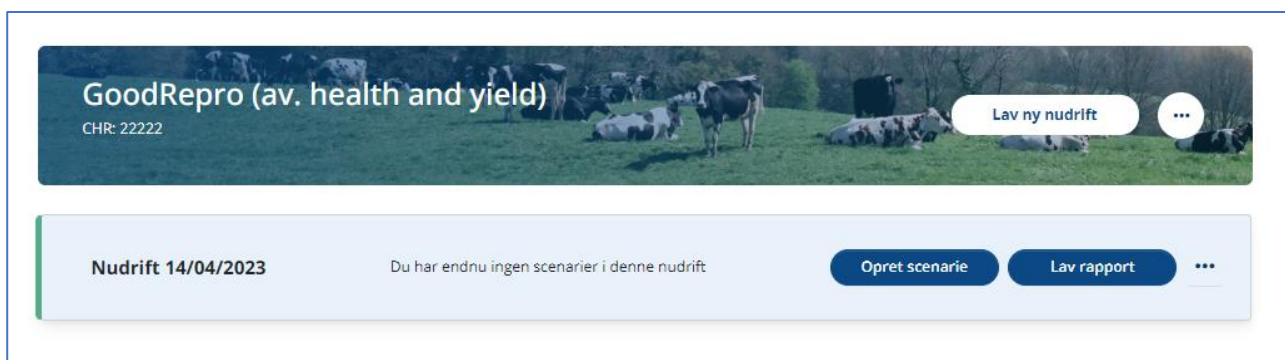 GoodRepro (av. health and yield)
CHR: 22222
Lav ny nudrift
Nudrift 14/04/2023
Du har endnu ingen scenarier i denne nudrift
Opret scenarie
Lav rapport